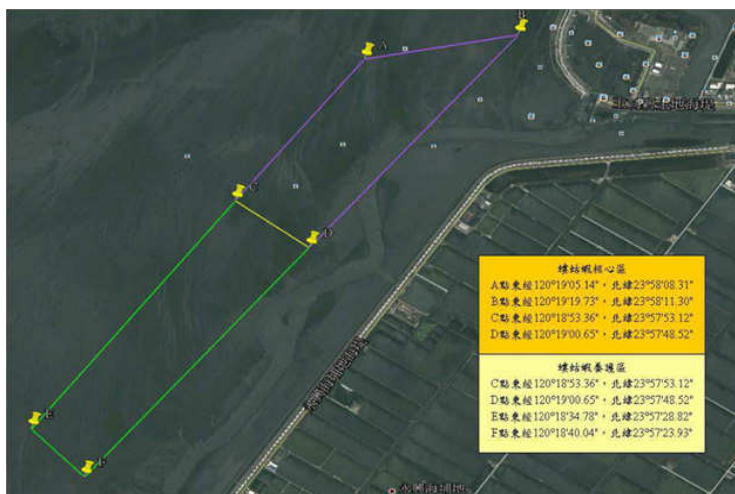 B
A
C
D
E
F
螻蛄蝦核心區
A點東經120°19'05.14"，北緯23°58'08.31"
B點東經120°19'19.73"，北緯23°58'11.30"
C點東經120°18'53.36"，北緯23°57'53.12"
D點東經120°19'00.65"，北緯23°57'48.52"
螻蛄蝦養護區
C點東經120°18'53.36"，北緯23°57'53.12"
D點東經120°19'00.65"，北緯23°57'48.52"
E點東經120°18'34.78"，北緯23°57'28.82"
F點東經120°18'40.04"，北緯23°57'23.93"
永興海埔地